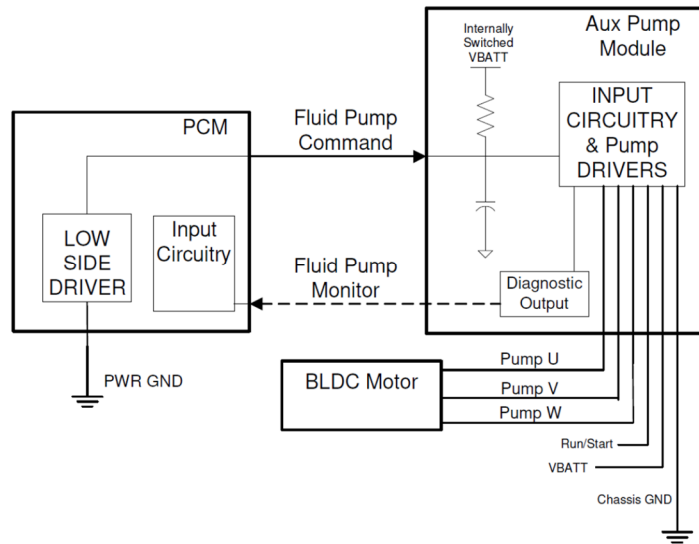 Aux Pump
Module
Internally
Switched
VBATT
INPUT
CIRCUITRY
& Pump
DRIVERS
PCM
Fluid Pump
Command
LOW
SIDE
DRIVER
Input
Circuitry
Fluid Pump
Monitor
Diagnostic
Output
PWR GND
BLDC Motor
Pump U
Pump V
Pump W
Run/Start
VBATT
Chassis GND